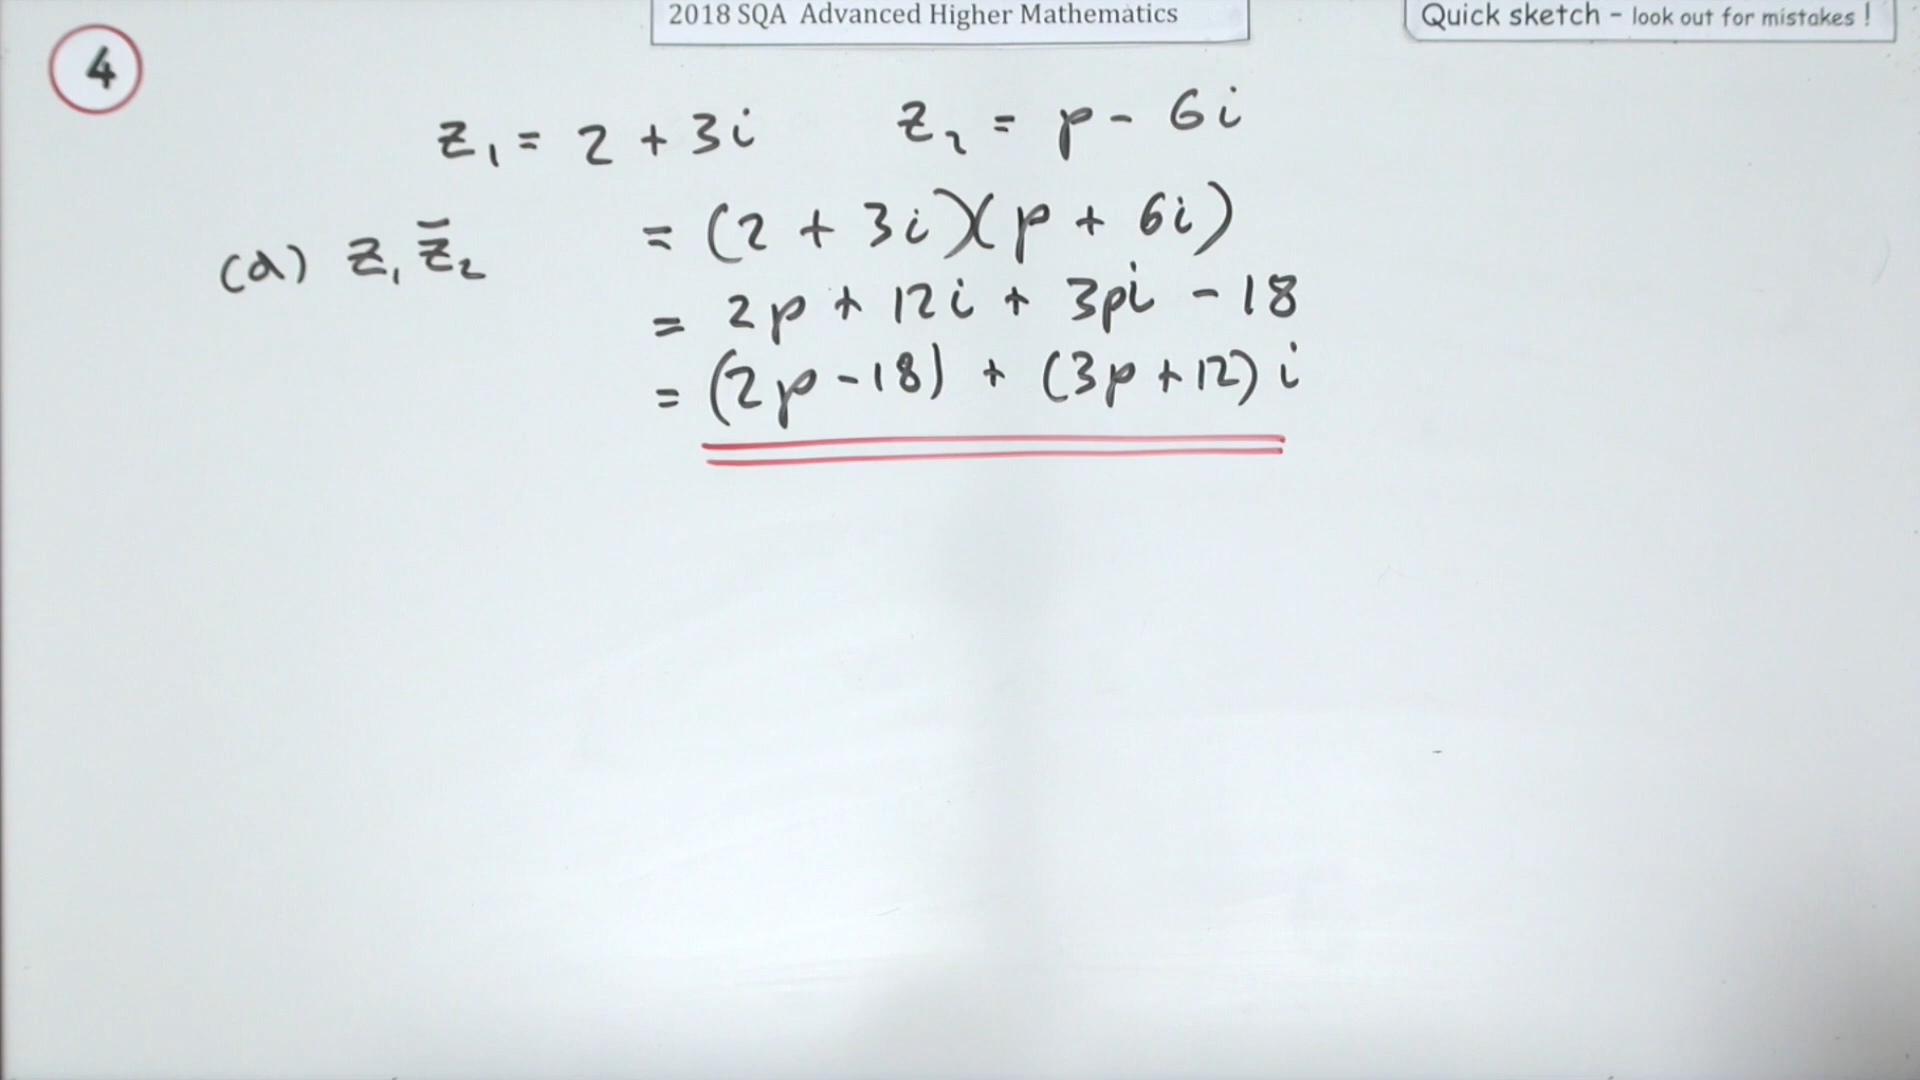 2018 SQA Advanced Higher Mathematics
Quick sketch - look out for mistakes !
4
z₁ = 2 + 3i z₂ = p - 6i
(a) z₁ z̄₂ = (2 + 3i)(p + 6i)
= 2p + 12i + 3pi - 18
= (2p - 18) + (3p + 12) i